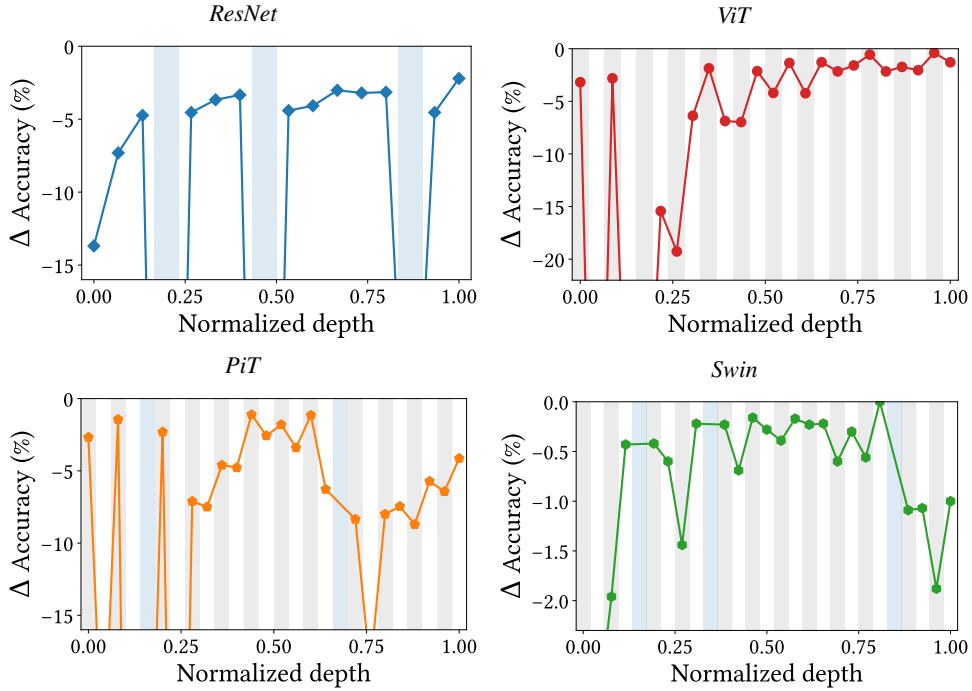 ResNet
Δ Accuracy (%)
0
−5
−10
−15
0.00 0.25 0.50 0.75 1.00
Normalized depth
ViT
Δ Accuracy (%)
0
−5
−10
−15
−20
0.00 0.25 0.50 0.75 1.00
Normalized depth
PiT
Δ Accuracy (%)
0
−5
−10
−15
0.00 0.25 0.50 0.75 1.00
Normalized depth
Swin
Δ Accuracy (%)
0.0
−0.5
−1.0
−1.5
−2.0
0.00 0.25 0.50 0.75 1.00
Normalized depth